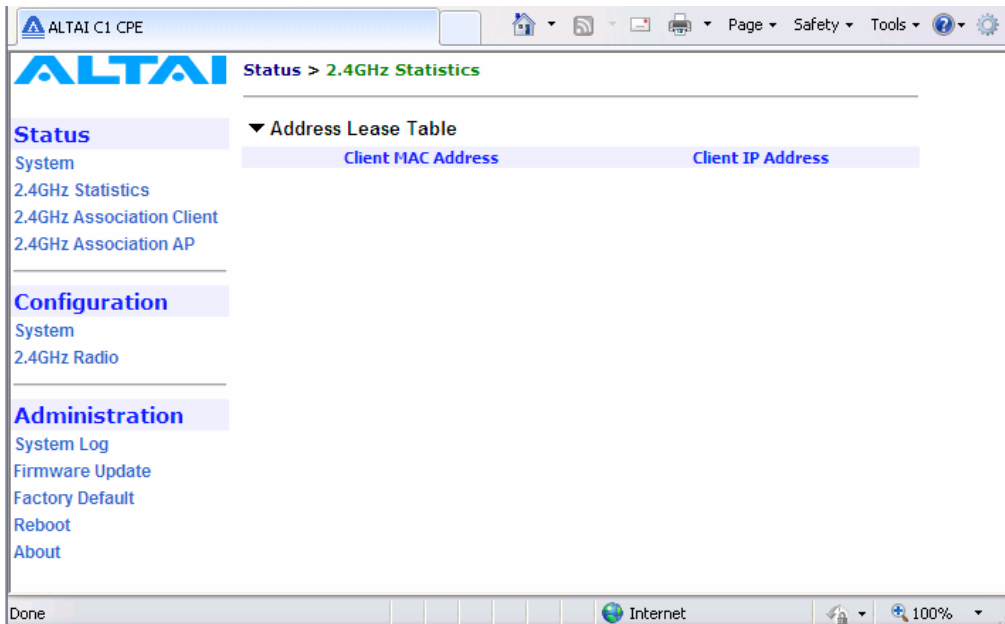 ALTAI C1 CPE
Page Safety Tools
ALTAI
Status > 2.4GHz Statistics
Address Lease Table
Client MAC Address Client IP Address
Status
System
2.4GHz Statistics
2.4GHz Association Client
2.4GHz Association AP
Configuration
System
2.4GHz Radio
Administration
System Log
Firmware Update
Factory Default
Reboot
About
Done Internet 100%